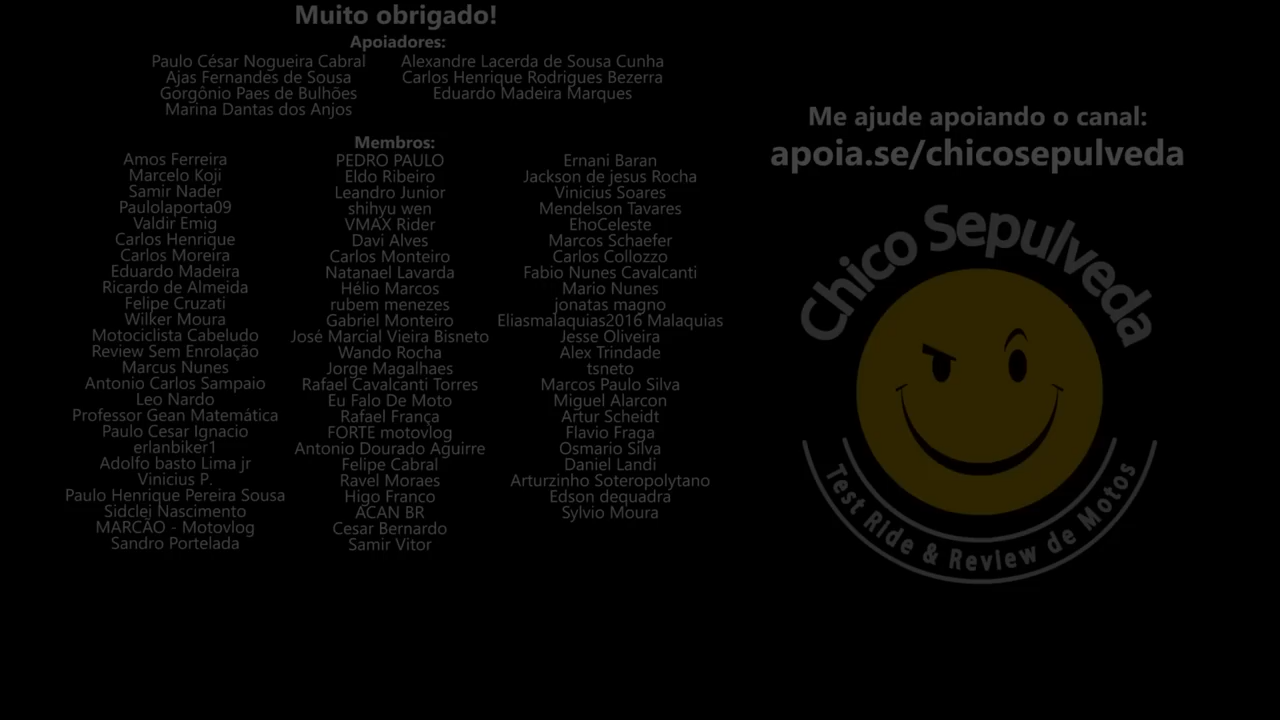 Muito obrigado!
Apoiadores:
Paulo César Nogueira Cabral
Ajas Fernandes de Sousa
Gorgônio Paes de Bulhões
Marina Dantas dos Anjos
Alexandre Lacerda de Sousa Cunha
Carlos Henrique Rodrigues Bezerra
Eduardo Madeira Marques
Membros:
Amos Ferreira
Marcelo Koji
Samir Nader
Paulolaporta09
Valdir Emig
Carlos Henrique
Carlos Moreira
Eduardo Madeira
Ricardo de Almeida
Felipe Cruzati
Wilker Moura
Motociclista Cabeludo
Review Sem Enrolação
Marcus Nunes
Antonio Carlos Sampaio
Leo Nardo
Professor Gean Matemática
Paulo Cesar Ignacio
erlanbiker1
Adolfo basto Lima jr
Vinicius P.
Paulo Henrique Pereira Sousa
Sidclei Nascimento
MARCÃO - Motovlog
Sandro Portelada
PEDRO PAULO
Eldo Ribeiro
Leandro Junior
shihyu wen
VMAX Rider
Davi Alves
Carlos Monteiro
Natanael Lavarda
Hélio Marcos
rubem menezes
Gabriel Monteiro
José Marcial Vieira Bisneto
Wando Rocha
Jorge Magalhaes
Rafael Cavalcanti Torres
Eu Falo De Moto
Rafael França
FORTE motovlog
Antonio Dourado Aguirre
Felipe Cabral
Ravel Moraes
Higo Franco
ACAN BR
Cesar Bernardo
Samir Vitor
Ernani Baran
Jackson de jesus Rocha
Vinicius Soares
Mendelson Tavares
EhoCeleste
Marcos Schaefer
Carlos Collozzo
Fabio Nunes Cavalcanti
Mario Nunes
jonatas magno
Eliasmalaquias2016 Malaquias
Jesse Oliveira
Alex Trindade
tsneto
Marcos Paulo Silva
Miguel Alarcon
Artur Scheidt
Flavio Fraga
Osmario Silva
Daniel Landi
Arturzinho Soteropolytano
Edson dequadra
Sylvio Moura
Me ajude apoiando o canal:
apoia.se/chicosepulveda
Chico Sepulveda
Test Ride & Review de Motos